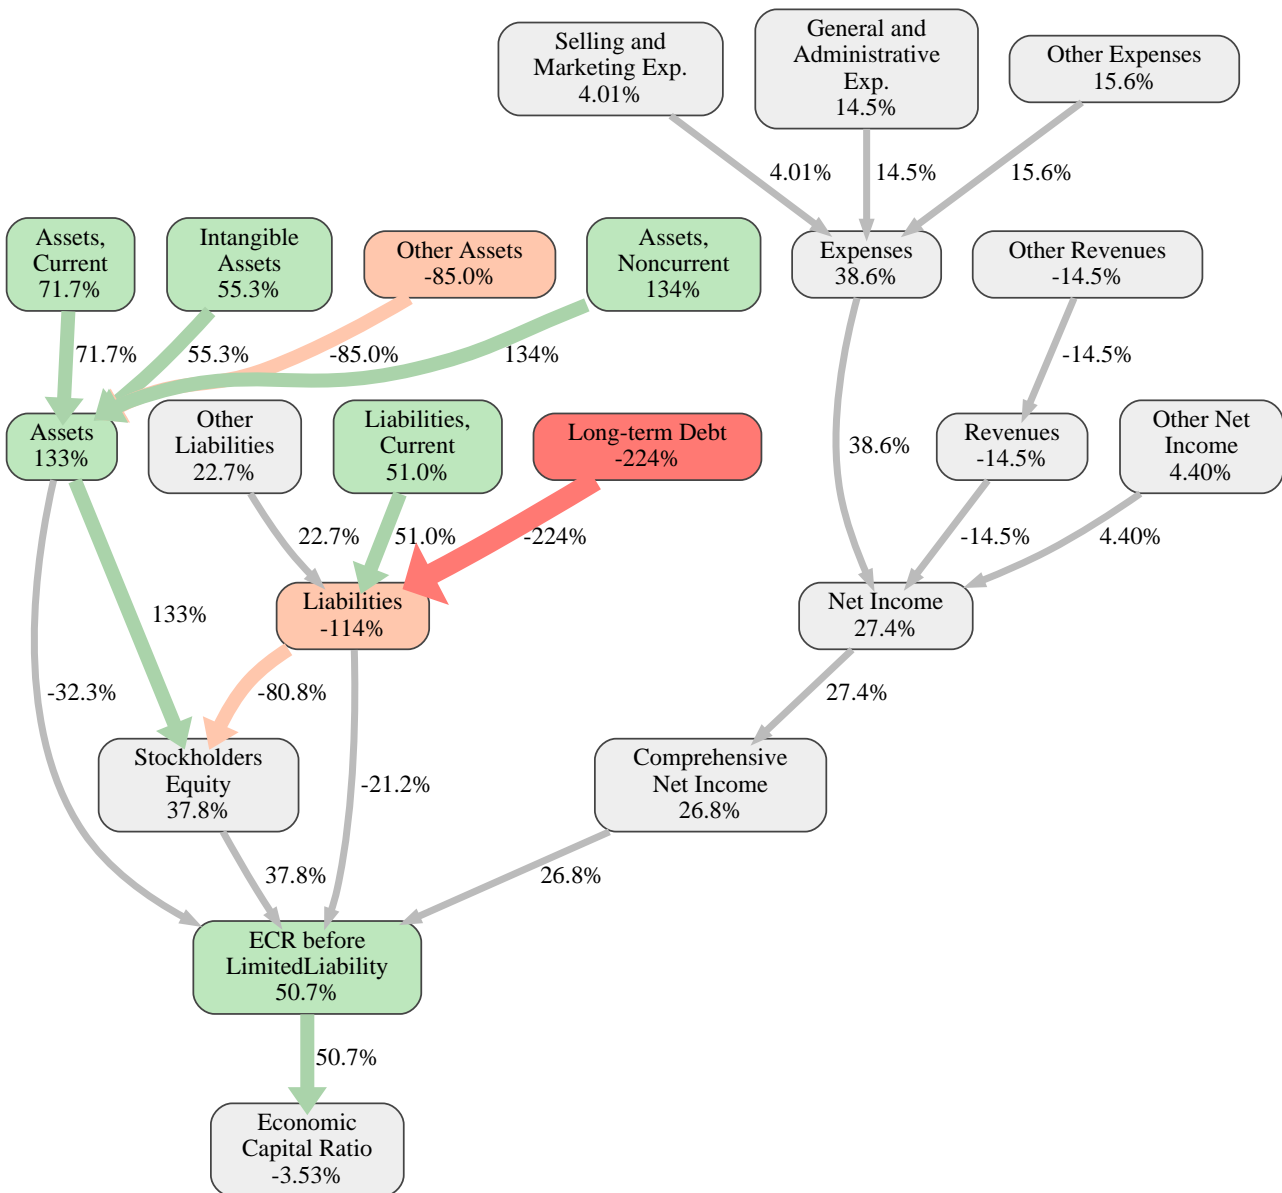 Selling and
Marketing Exp.
4.01%
General and
Administrative
Exp.
14.5%
Other Expenses
15.6%
4.01%
14.5%
15.6%
Assets,
Current
71.7%
Intangible
Assets
55.3%
Other Assets
-85.0%
Assets,
Noncurrent
134%
Expenses
38.6%
Other Revenues
-14.5%
71.7%
55.3%
-85.0%
134%
-14.5%
Assets
133%
Other
Liabilities
22.7%
Liabilities,
Current
51.0%
Long-term Debt
-224%
38.6%
Revenues
-14.5%
Other Net
Income
4.40%
22.7%
51.0%
-224%
-14.5%
4.40%
133%
Liabilities
-114%
Net Income
27.4%
-32.3%
-80.8%
27.4%
Stockholders
Equity
37.8%
-21.2%
Comprehensive
Net Income
26.8%
37.8%
26.8%
ECR before
LimitedLiability
50.7%
50.7%
Economic
Capital Ratio
-3.53%